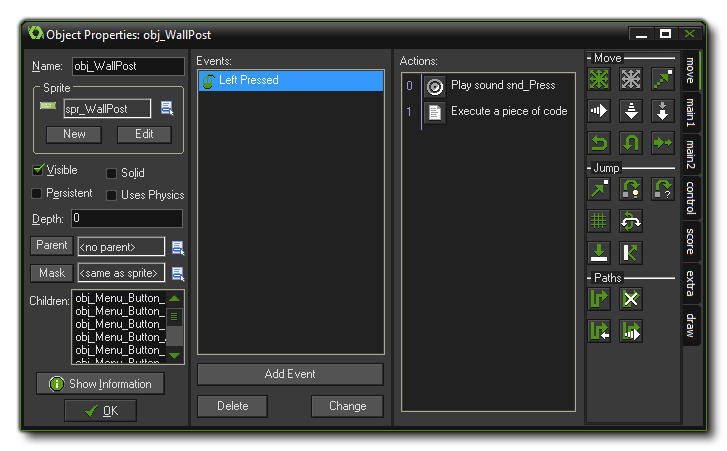 Object Properties: obj_WallPost
Name: obj_WallPost
Sprite
spr_WallPost
New Edit
Visible Solid
Persistent Uses Physics
Depth: 0
Parent <no parent>
Mask <same as sprite>
Children: obj_Menu_Button_
obj_Menu_Button_
obj_Menu_Button_
obj_Menu_Button_
obj_Menu_Button_
obj_Menu_Button_
Show Information
OK
Events:
Left Pressed
Add Event
Delete Change
Actions:
0 Play sound snd_Press
1 Execute a piece of code
Move
Jump
Paths
move
main1
main2
control
score
extra
draw